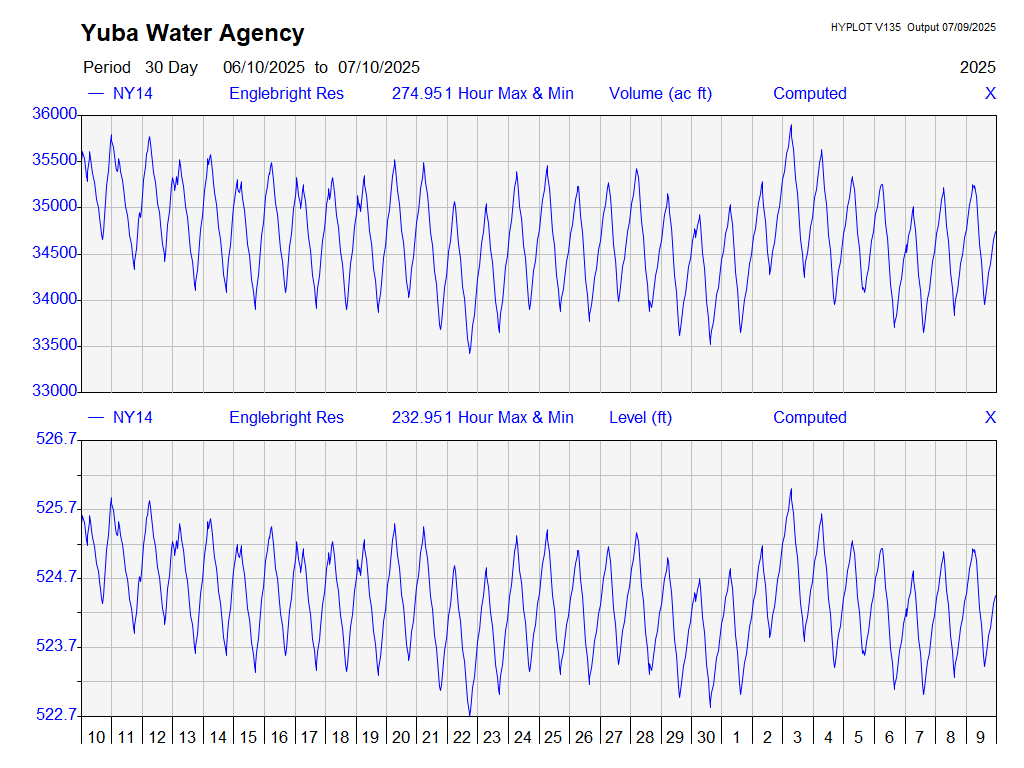 Yuba Water Agency
HYPLOT V135 Output 07/09/2025
Period 30 Day 06/10/2025 to 07/10/2025 2025
— NY14 Englebright Res 274.951 Hour Max & Min Volume (ac ft) Computed X
36000
35500
35000
34500
34000
33500
33000
— NY14 Englebright Res 232.951 Hour Max & Min Level (ft) Computed X
526.7
525.7
524.7
523.7
522.7
10 11 12 13 14 15 16 17 18 19 20 21 22 23 24 25 26 27 28 29 30 1 2 3 4 5 6 7 8 9